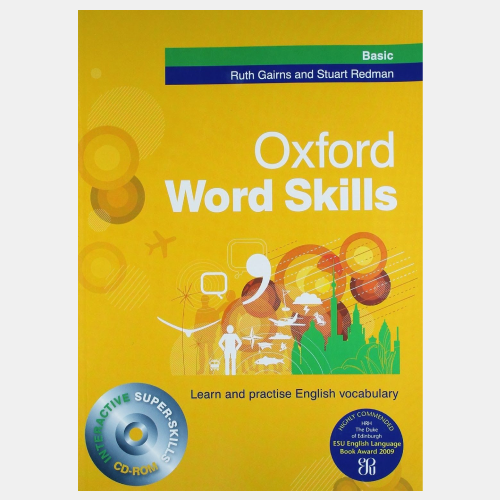 Basic
Ruth Gairns and Stuart Redman
Oxford
Word Skills
Learn and practise English vocabulary
INTERACTIVE SUPER-SKILLS
CD-ROM
HIGHLY COMMENDED
HRH
The Duke
of Edinburgh
ESU English Language
Book Award 2009